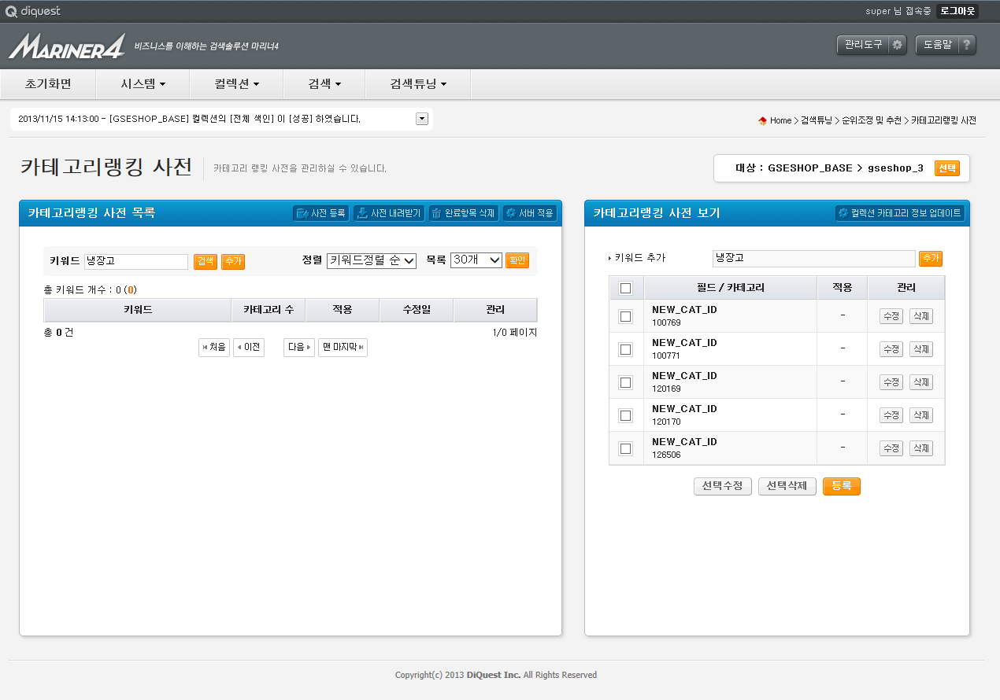 diquest
super 님 접속중 로그아웃
MARINER4 비즈니스를 이해하는 검색솔루션 마리너4
관리도구 도움말 ?
초기화면 시스템 컬렉션 검색 검색튜닝
2013/11/15 14:13:00 - [GSESHOP_BASE] 컬렉션의 [전체 색인] 이 [성공] 하였습니다.
Home > 검색튜닝 > 순위조정 및 추천 > 카테고리랭킹 사전
카테고리랭킹 사전 카테고리 랭킹 사전을 관리하실 수 있습니다.
대상 : GSESHOP_BASE > gseshop_3 선택
카테고리랭킹 사전 목록 사전 등록 사전 내려받기 완료항목 삭제 서버 적용
키워드 냉장고 검색 추가 정렬 키워드정렬 순 목록 30개 확인
총 키워드 개수 : 0 (0)
키워드 카테고리 수 적용 수정일 관리
총 0 건 1/0 페이지
처음 이전 다음 맨 마지막
카테고리랭킹 사전 보기 컬렉션 카테고리 정보 업데이트
키워드 추가 냉장고 추가
필드 / 카테고리 적용 관리
NEW_CAT_ID
100769 - 수정 삭제
NEW_CAT_ID
100771 - 수정 삭제
NEW_CAT_ID
120169 - 수정 삭제
NEW_CAT_ID
120170 - 수정 삭제
NEW_CAT_ID
126506 - 수정 삭제
선택수정 선택삭제 등록
Copyright(c) 2013 DiQuest Inc. All Rights Reserved